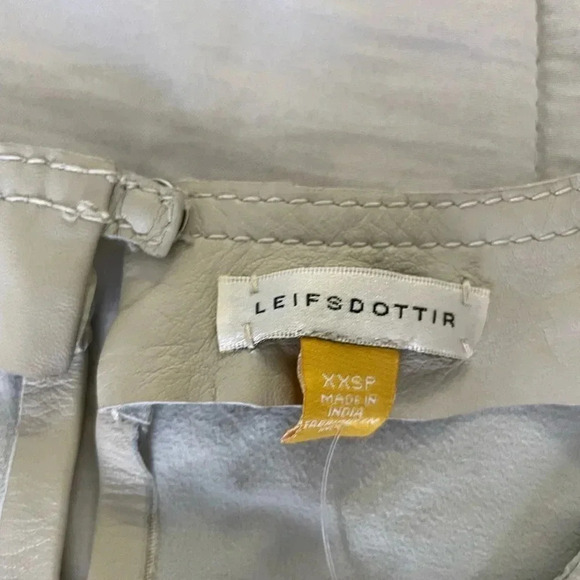 LEIFSDOTTIR
XXSP
MADE IN
INDIA